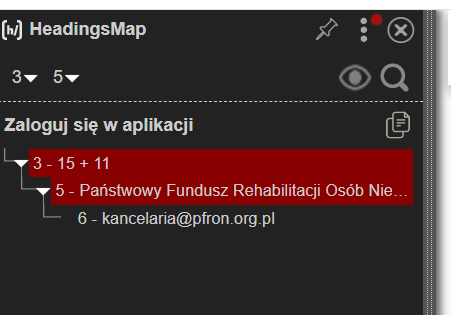 [h/] HeadingsMap
3 5
Zaloguj się w aplikacji
3 - 15 + 11
5 - Państwowy Fundusz Rehabilitacji Osób Nie...
6 - kancelaria@pfron.org.pl